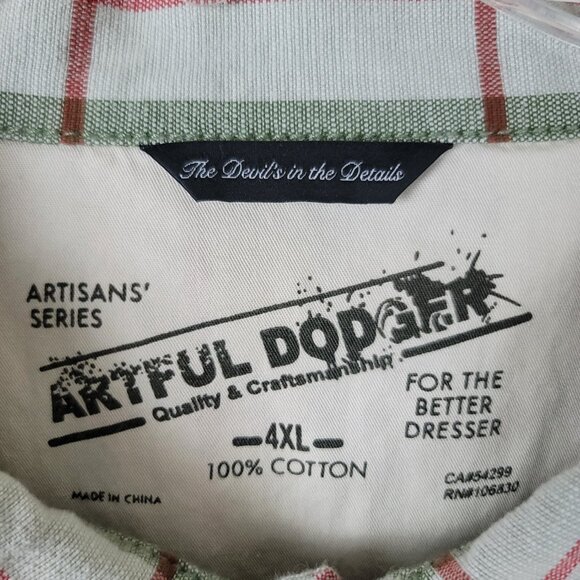 The Devil's in the Details
ARTISANS'
SERIES
ARTFUL DODGER
Quality & Craftsmanship
FOR THE
BETTER
DRESSER
4XL
100% COTTON
CA#54299
RN#106830
MADE IN CHINA